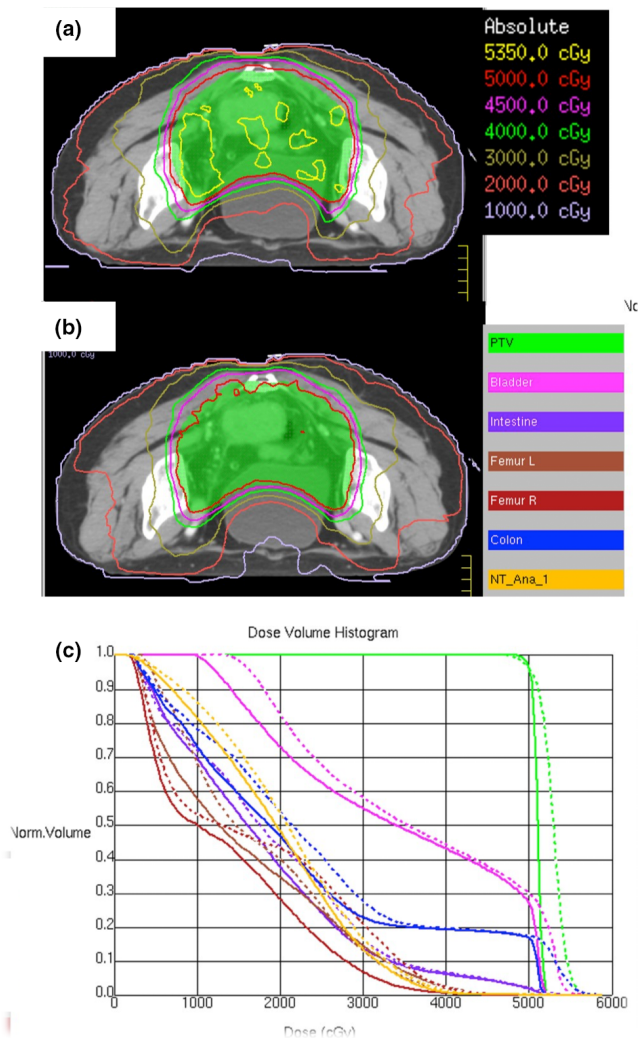 (a)
Absolute
5350.0 cGy
5000.0 cGy
4500.0 cGy
4000.0 cGy
3000.0 cGy
2000.0 cGy
1000.0 cGy
(b)
1000.0 cGy
PTV
Bladder
Intestine
Femur L
Femur R
Colon
NT_Ana_1
Dose Volume Histogram
(c)
1.0
0.9
0.8
0.7
0.6
0.5
0.4
0.3
0.2
0.1
0.0
Norm.Volume
0 1000 2000 3000 4000 5000 6000
Dose (cGy)